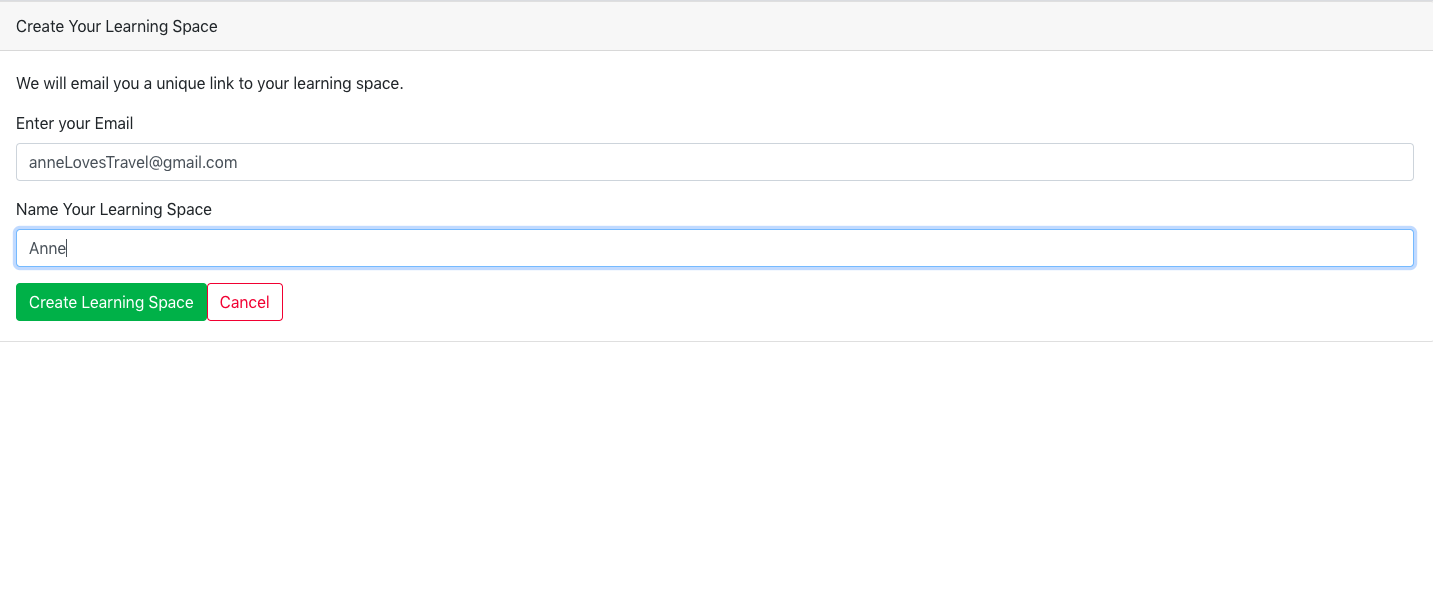 Create Your Learning Space
We will email you a unique link to your learning space.
Enter your Email
anneLovesTravel@gmail.com
Name Your Learning Space
Anne
Create Learning Space Cancel